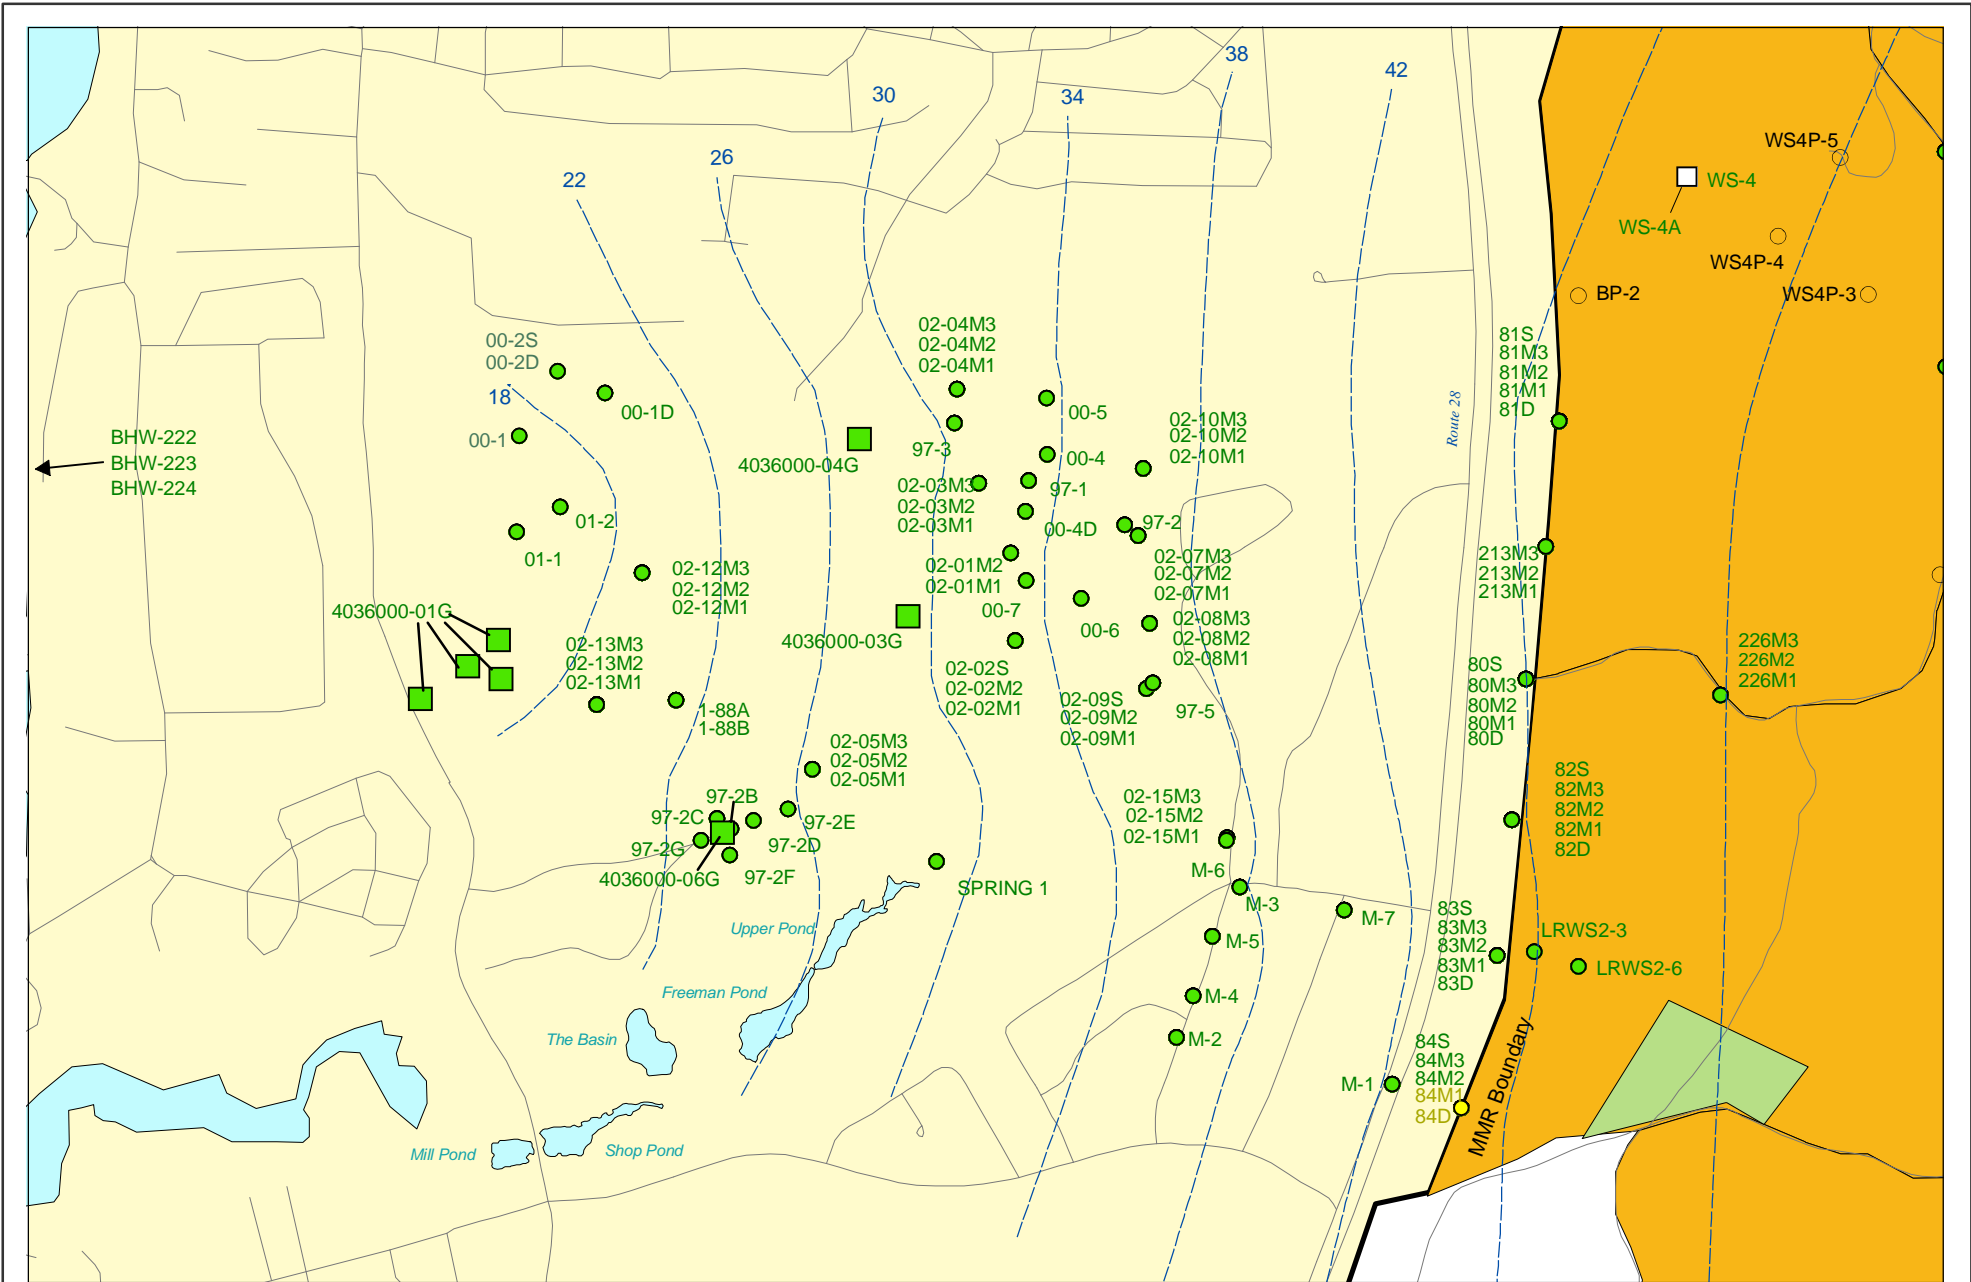 38
42
30
34
WS4P-5
26
22
WS-4
WS-4A
WS4P-4
BP-2
WS4P-3
02-04M3
02-04M2
02-04M1
00-2S
00-2D
18
00-1D
00-1
81S
81M3
81M2
81M1
81D
Route 28
00-5
02-10M3
02-10M2
02-10M1
97-3
00-4
4036000-04G
BHW-222
BHW-223
BHW-224
02-03M3
02-03M2
02-03M1
97-1
00-4D
97-2
01-2
01-1
02-07M3
02-07M2
02-07M1
213M3
213M2
213M1
02-01M2
02-01M1
02-12M3
02-12M2
02-12M1
4036000-01G
00-7
00-6
02-08M3
02-08M2
02-08M1
4036000-03G
02-13M3
02-13M2
02-13M1
226M3
226M2
226M1
02-02S
02-02M2
02-02M1
80S
80M3
80M2
80M1
80D
02-09S
02-09M2
02-09M1
97-5
1-88A
1-88B
02-05M3
02-05M2
02-05M1
82S
82M3
82M2
82M1
82D
02-15M3
02-15M2
02-15M1
97-2B
97-2C
97-2E
97-2D
97-2G
97-2F
4036000-06G
M-6
SPRING 1
M-3
M-7
83S
83M3
83M2
83M1
83D
Upper Pond
M-5
LRWS2-3
LRWS2-6
Freeman Pond
M-4
The Basin
M-2
84S
84M3
84M2
84M1
84D
M-1
MMR Boundary
Mill Pond
Shop Pond